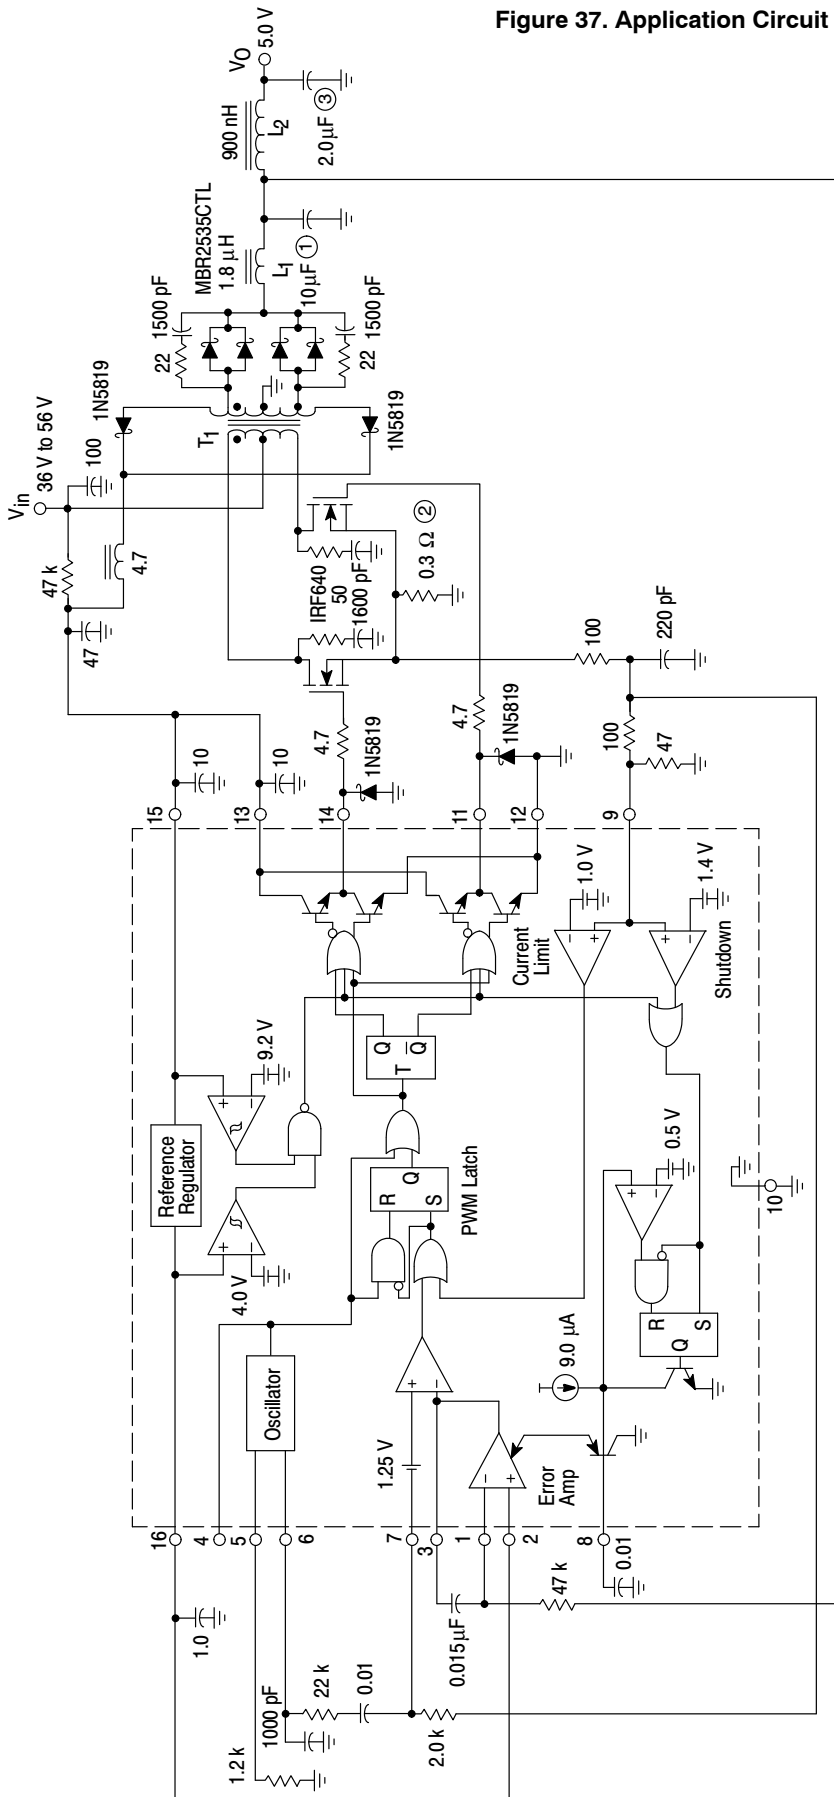 Figure 37. Application Circuit
V_O 5.0 V
900 nH
L2
2.0 μF ③
MBR2535CTL
1.8 μH
L1
10 μF ①
1500 pF
22
1500 pF
22
1N5819
1N5819
T1
Vin 36 V to 56 V
100
47 k
4.7
47
IRF640
50
1600 pF
0.3 Ω ②
100
220 pF
4.7
1N5819
4.7
1N5819
100
47
10
10
15
13
14
11
12
9
1.0 V
1.4 V
Current
Limit
Shutdown
9.2 V
Reference
Regulator
4.0 V
T
Q
Q
R
Q
S
PWM Latch
0.5 V
10
Oscillator
9.0 μA
R
Q
S
1.25 V
Error
Amp
16
4
5
6
7
3
1
2
8
0.01
1.0
47 k
0.015 μF
22 k
0.01
1000 pF
2.0 k
1.2 k